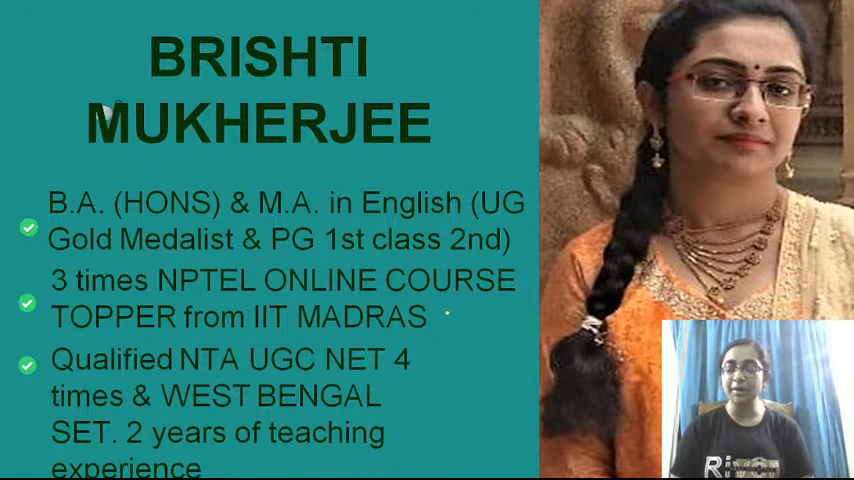 BRISHTI
MUKHERJEE
B.A. (HONS) & M.A. in English (UG
Gold Medalist & PG 1st class 2nd)
3 times NPTEL ONLINE COURSE
TOPPER from IIT MADRAS
Qualified NTA UGC NET 4
times & WEST BENGAL
SET. 2 years of teaching
experience